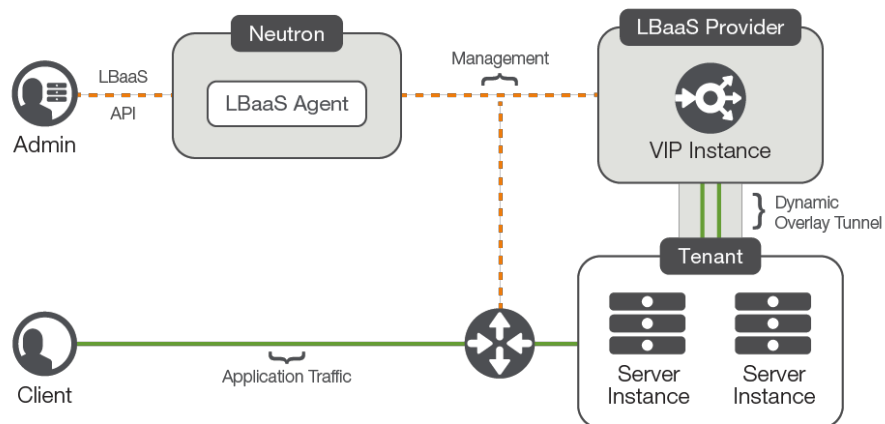 Neutron
LBaaS Provider
LBaaS
API
LBaaS Agent
Management
Admin
VIP Instance
Dynamic
Overlay Tunnel
Tenant
Client
Application Traffic
Server
Instance
Server
Instance